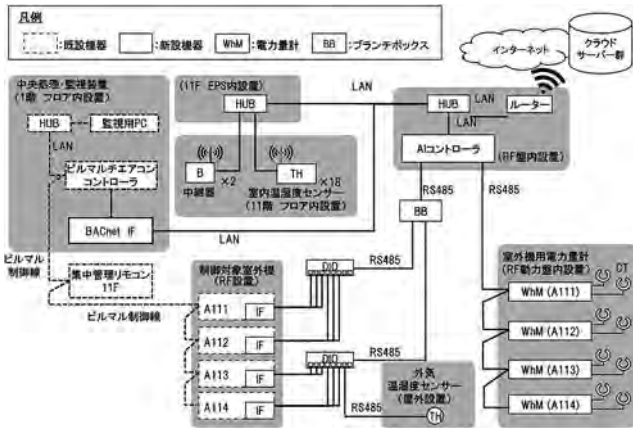 凡例
:既設機器
:新設機器
WhM :電力量計
BB :ブランチボックス
インターネット
クラウド
サーバー群
中央処理・監視装置
(1階 フロア内設置)
HUB
監視用PC
LAN
ビルマルチエアコン
コントローラ
BACnet IF
ビルマル
制御線
集中管理リモコン
11F
ビルマル制御線
(11F EPS内設置)
HUB
B
中継器
×2
TH
×18
室内温湿度センサー
(11階 フロア内設置)
LAN
LAN
HUB
LAN
ルーター
LAN
AIコントローラ
(RF盤内設置)
RS485
RS485
BB
制御対象室外機
(RF設置)
A111
IF
A112
IF
A113
IF
A114
IF
DIO
RS485
DIO
RS485
RS485
外気
温湿度センサー
(屋外設置)
TH
室外機用電力量計
(RF動力盤内設置)
CT
WhM (A111)
WhM (A112)
WhM (A113)
WhM (A114)